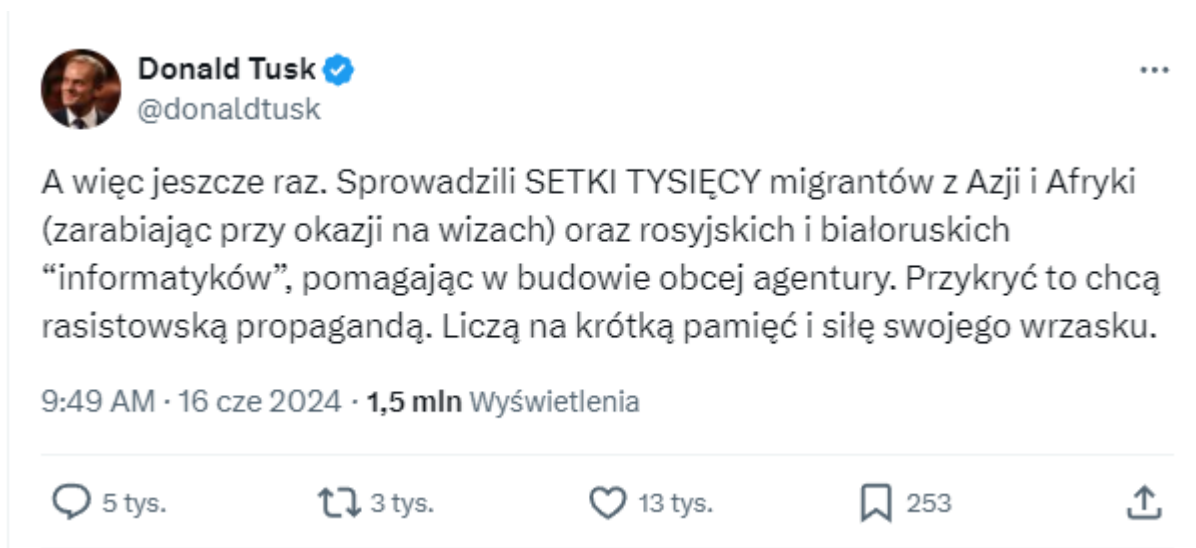 Donald Tusk
@donaldtusk
A więc jeszcze raz. Sprowadzili SETKI TYSIĘCY migrantów z Azji i Afryki
(zarabiając przy okazji na wizach) oraz rosyjskich i białoruskich
“informatyków”, pomagając w budowie obcej agentury. Przykryć to chcą
rasistowską propagandą. Liczą na krótką pamięć i siłę swojego wrzasku.
9:49 AM · 16 cze 2024 · 1,5 mln Wyświetlenia
5 tys. 3 tys. 13 tys. 253